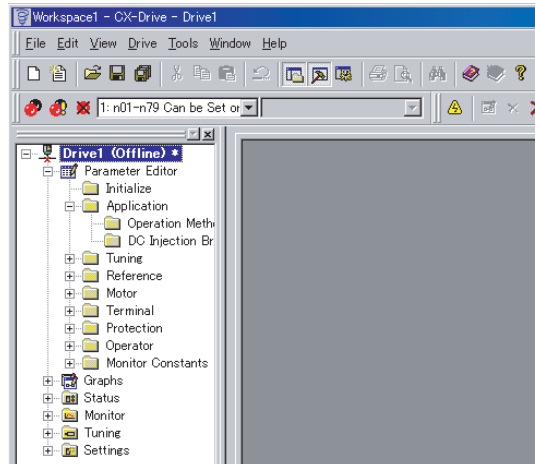 Workspace1 - CX-Drive - Drive1
File Edit View Drive Tools Window Help
1: n01-n79 Can be Set or
Drive1 (Offline) *
Parameter Editor
Initialize
Application
Operation Meth
DC Injection Br
Tuning
Reference
Motor
Terminal
Protection
Operator
Monitor Constants
Graphs
Status
Monitor
Tuning
Settings